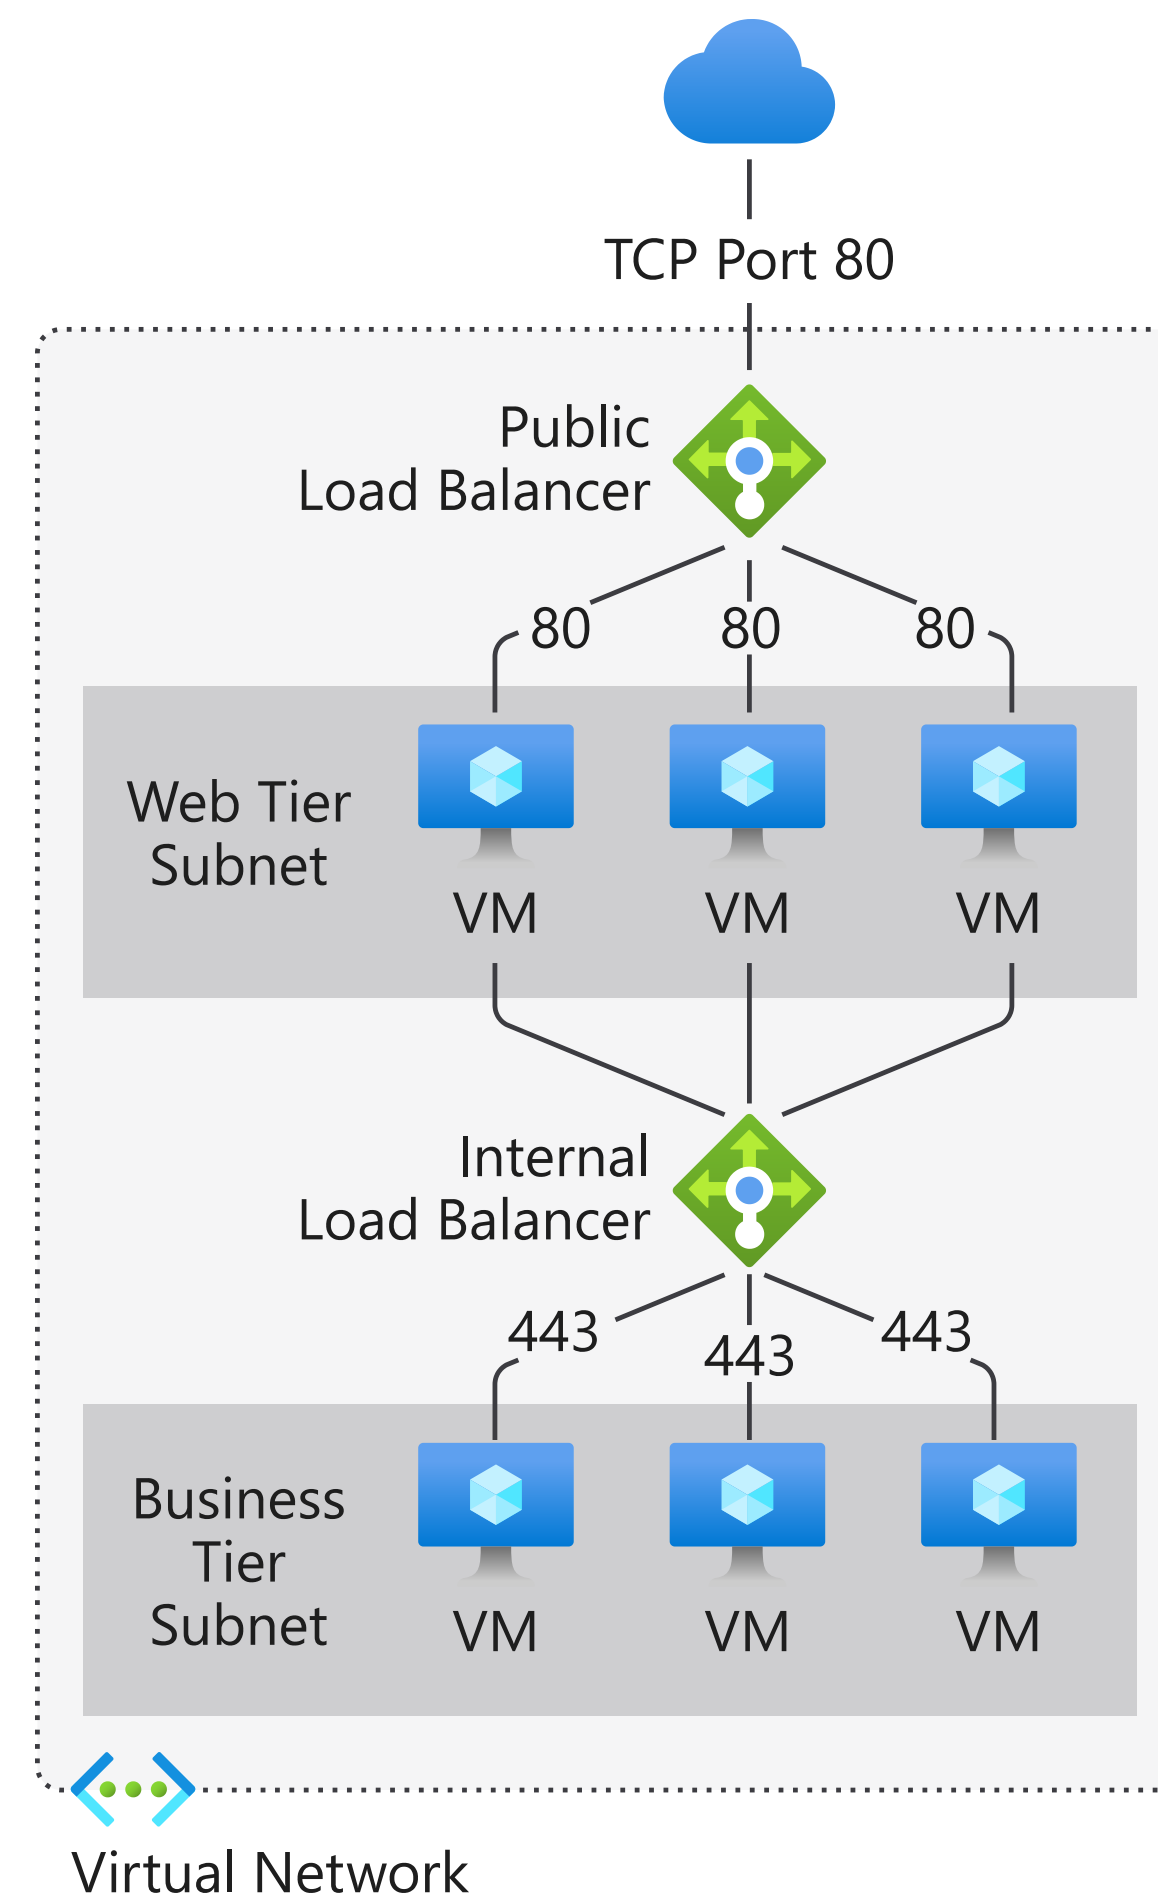 TCP Port 80
Public
Load Balancer
80
80
80
Web Tier
Subnet
VM
VM
VM
Internal
Load Balancer
443
443
443
Business
Tier
Subnet
VM
VM
VM
Virtual Network